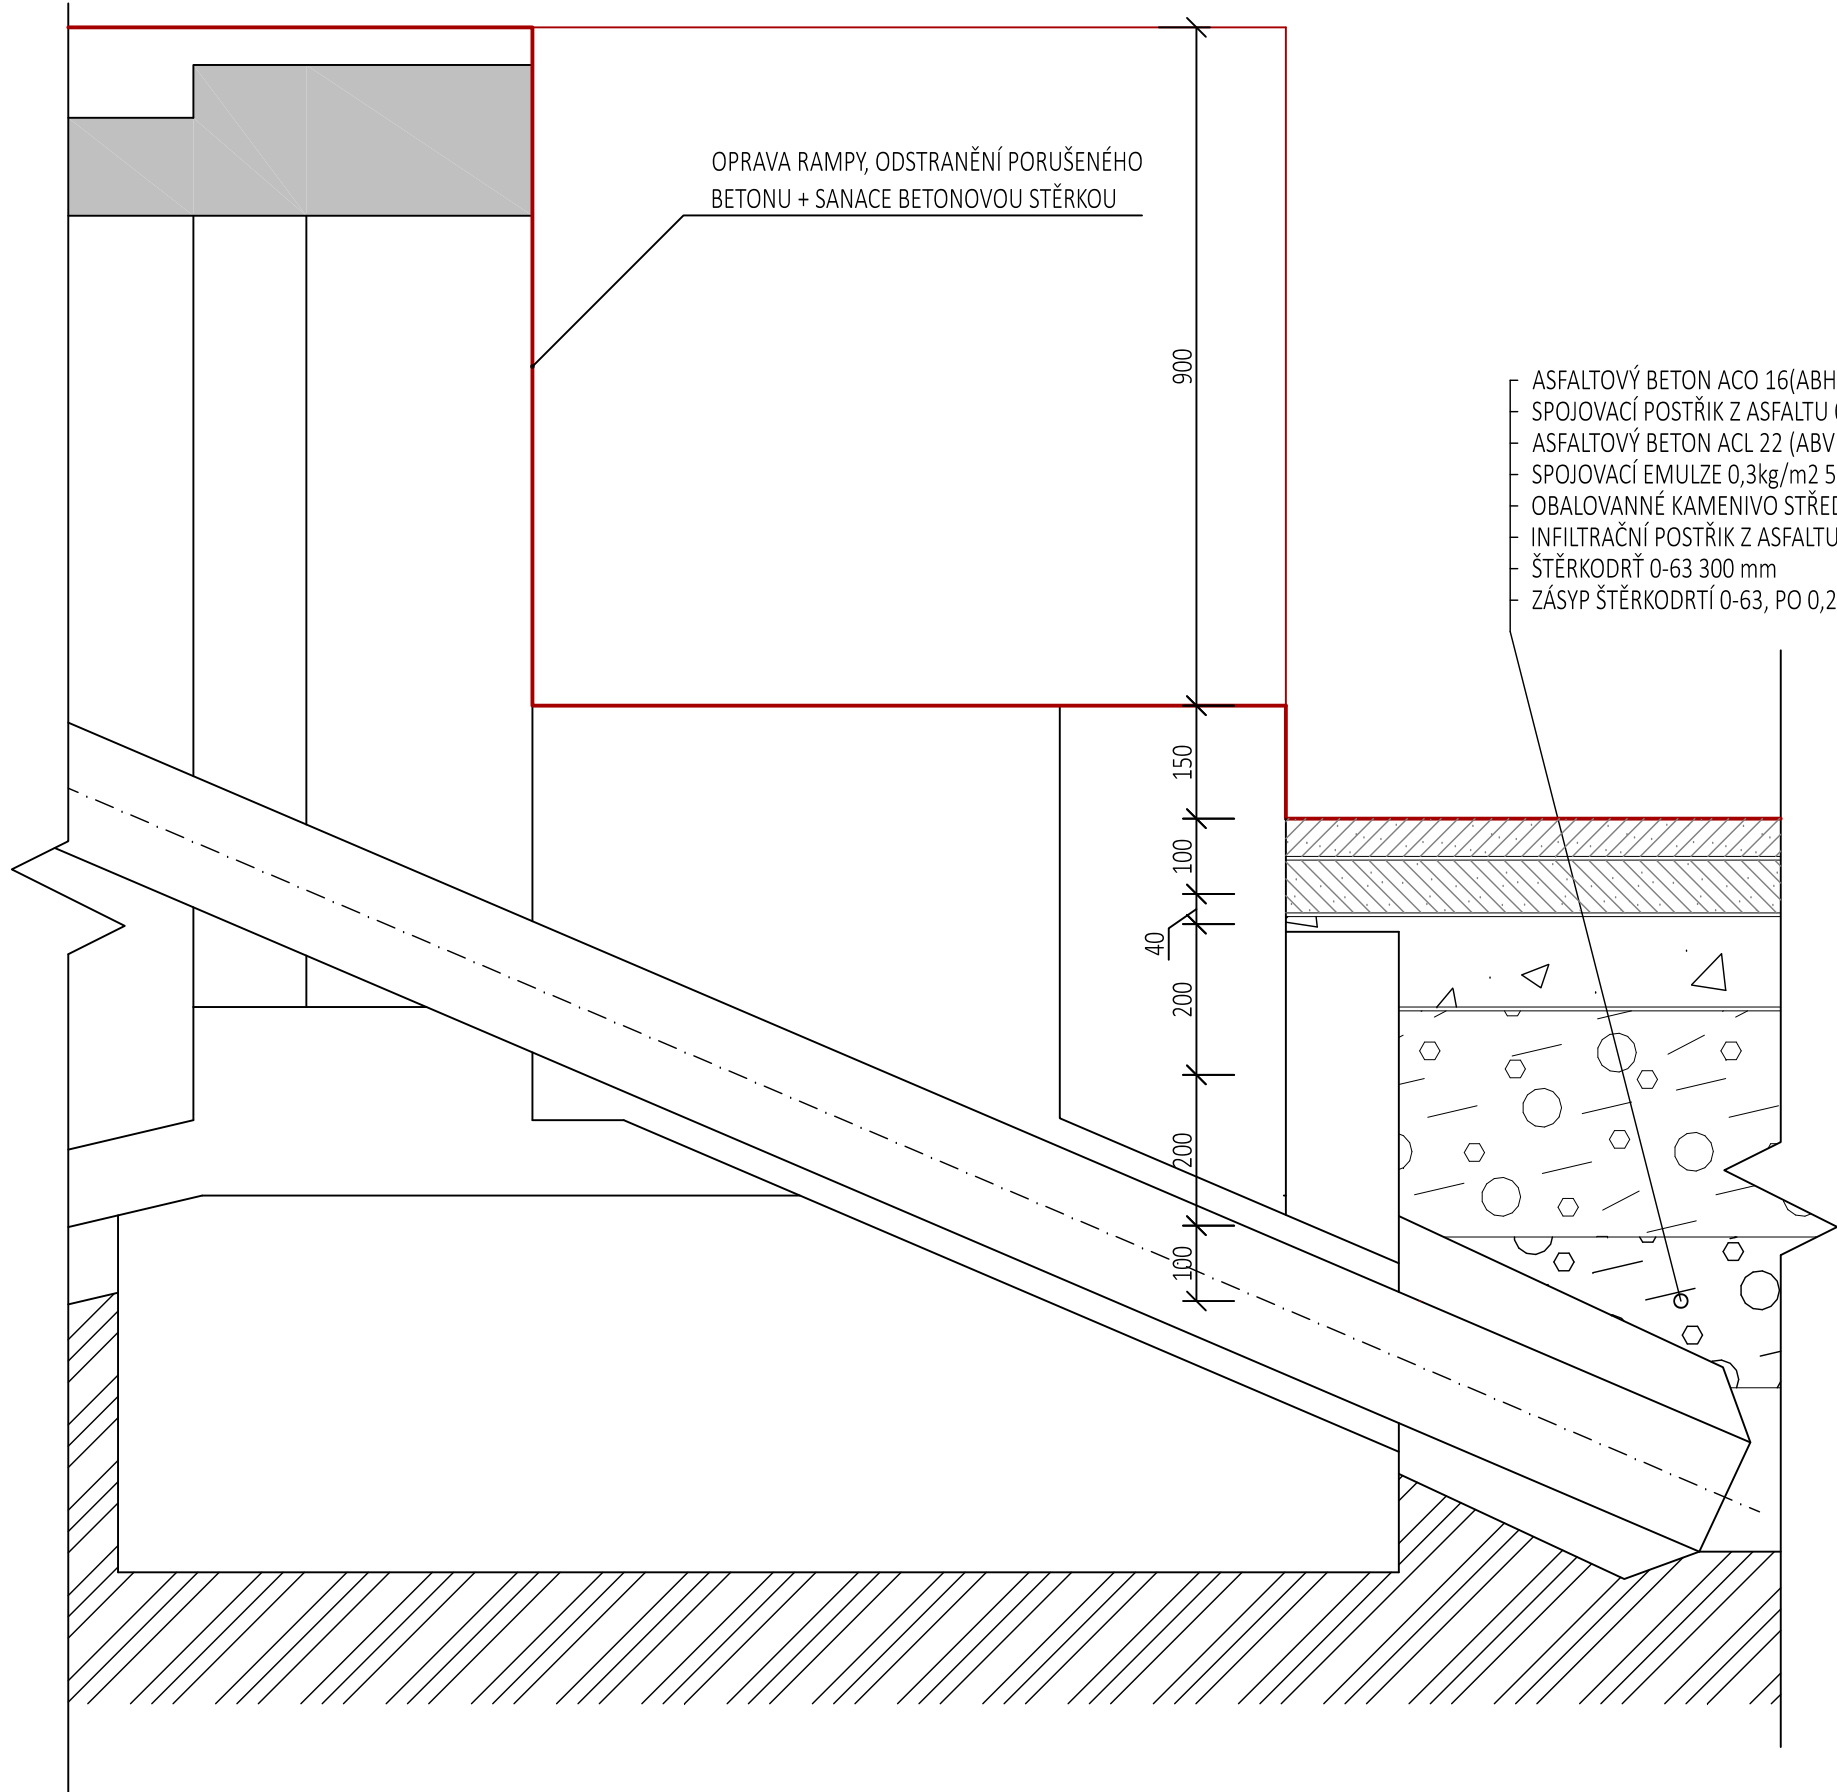 OPRAVA RAMPY, ODSTRANĚNÍ PORUŠENÉHO
BETONU + SANACE BETONOVOU STĚRKOU
900
ASFALTOVÝ BETON ACO 16(ABH
SPOJOVACÍ POSTŘIK Z ASFALTU
ASFALTOVÝ BETON ACL 22 (ABV
SPOJOVACÍ EMULZE 0,3kg/m2 5
OBALOVANNÉ KAMENIVO STŘED
INFILTRAČNÍ POSTŘIK Z ASFALTU
ŠTĚRKODRŤ 0-63 300 mm
ZÁSYP ŠTĚRKODRTÍ 0-63, PO 0,2
150
100
40
200
200
100